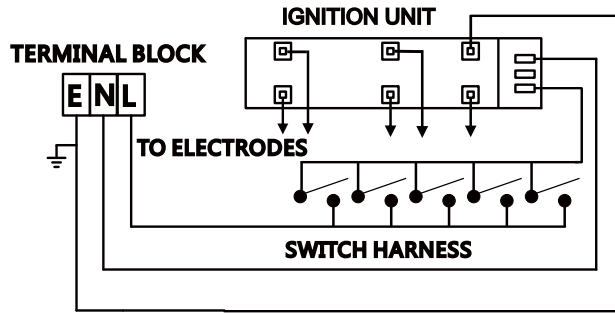 IGNITION UNIT
TERMINAL BLOCK
E N L
TO ELECTRODES
SWITCH HARNESS